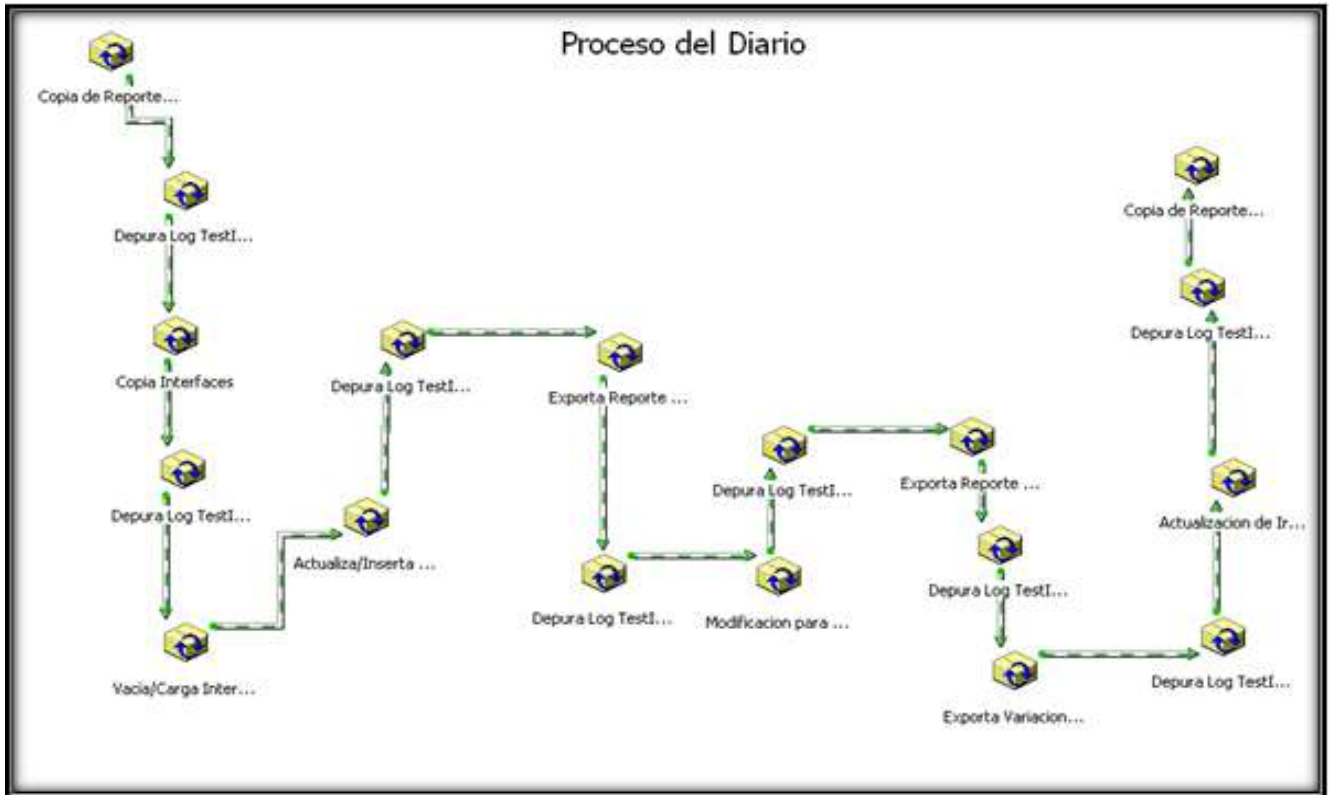 Proceso del Diario
Copia de Reporte...
Depura Log TestI...
Copia Interfaces
Depura Log TestI...
Vacía/Carga Inter...
Actualiza/Inserta ...
Depura Log TestI...
Exporta Reporte ...
Depura Log TestI...
Modificacion para ...
Depura Log TestI...
Exporta Reporte ...
Depura Log TestI...
Exporta Variacion...
Depura Log TestI...
Actualizacion de Ir...
Depura Log TestI...
Copia de Reporte...